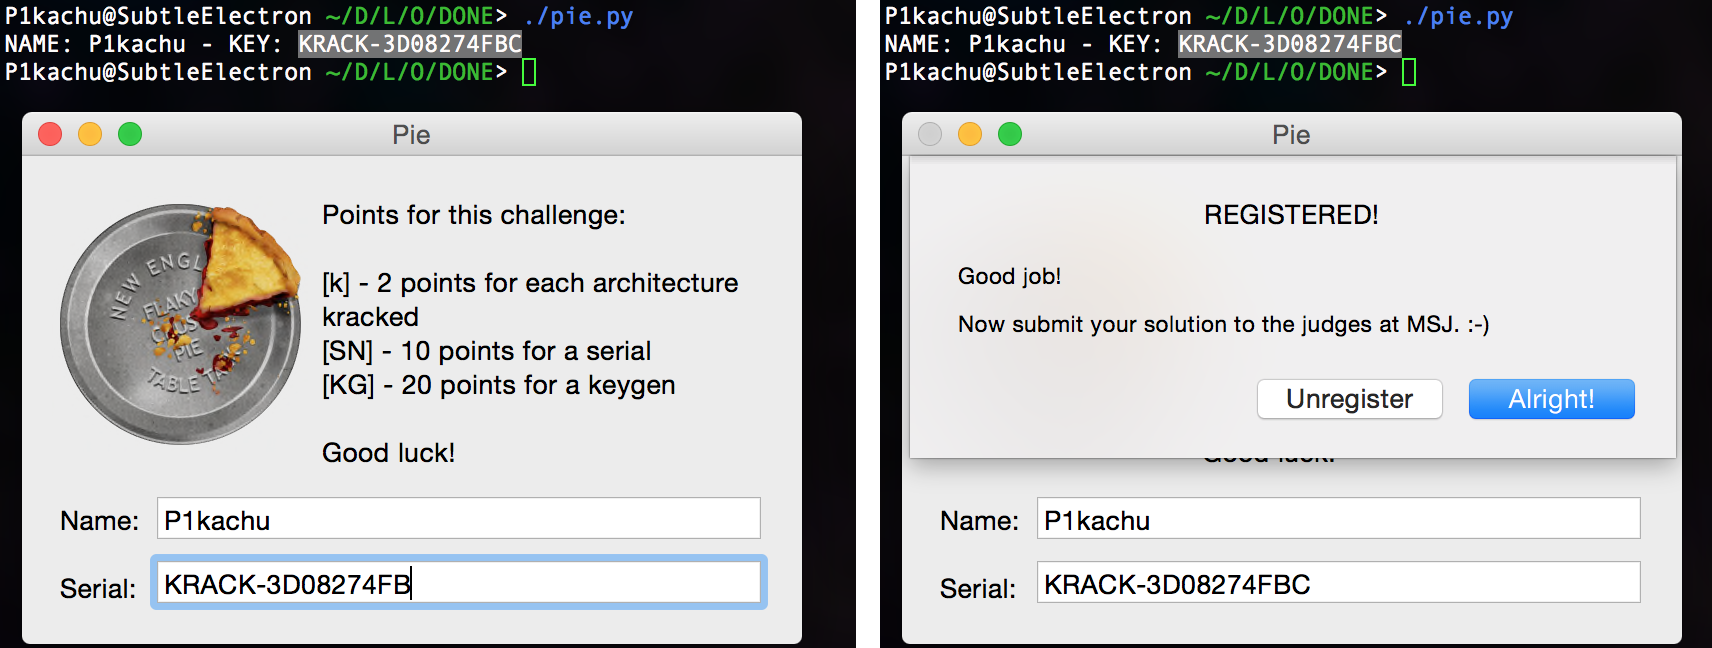 P1kachu@SubtleElectron ~/D/L/O/DONE> ./pie.py
NAME: P1kachu - KEY: KRACK-3D08274FBC
P1kachu@SubtleElectron ~/D/L/O/DONE>
Pie
NEW ENGL
FLAKY
CRUS
PIE
TABLE TA
Points for this challenge:
[k] - 2 points for each architecture
kracked
[SN] - 10 points for a serial
[KG] - 20 points for a keygen
Good luck!
Name: P1kachu
Serial: KRACK-3D08274FB
P1kachu@SubtleElectron ~/D/L/O/DONE> ./pie.py
NAME: P1kachu - KEY: KRACK-3D08274FBC
P1kachu@SubtleElectron ~/D/L/O/DONE>
Pie
REGISTERED!
Good job!
Now submit your solution to the judges at MSJ. :-)
Unregister
Alright!
Good luck!
Name: P1kachu
Serial: KRACK-3D08274FBC